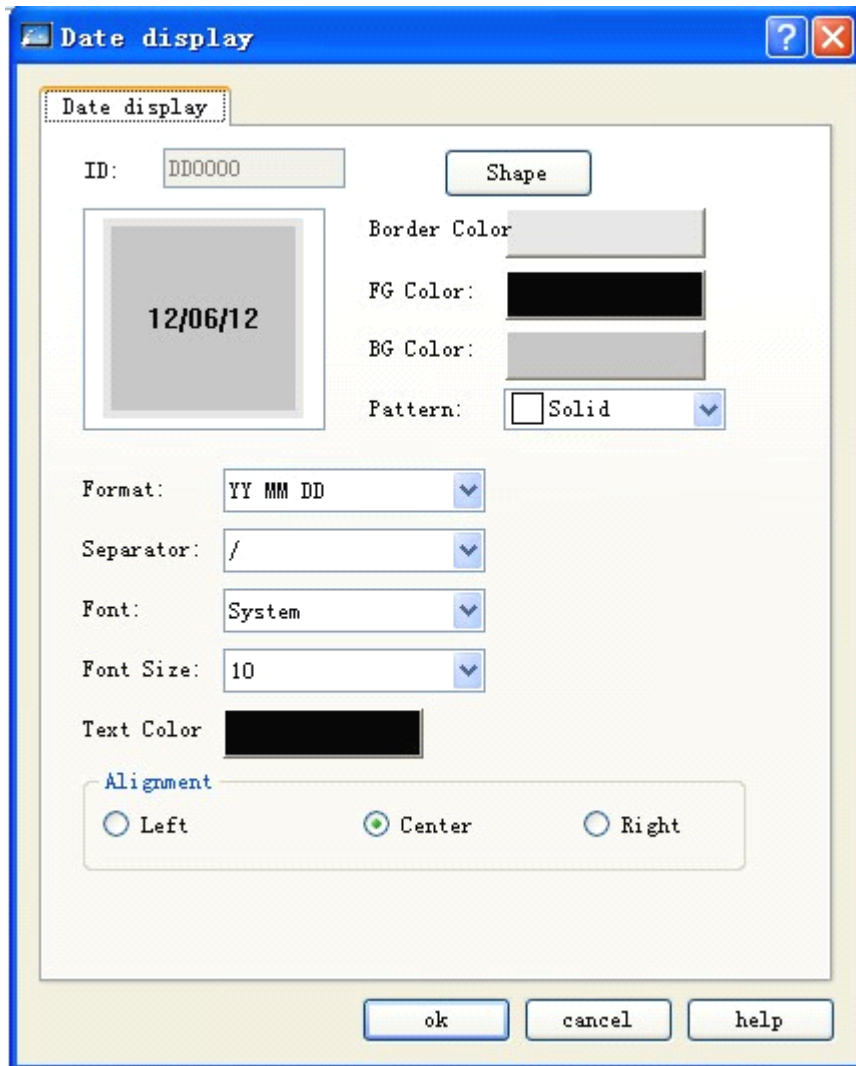 Date display
Date display
ID: DD0000 Shape
Border Color
12/06/12
FG Color:
BG Color:
Pattern: Solid
Format: YY MM DD
Separator: /
Font: System
Font Size: 10
Text Color
Alignment
Left Center Right
ok cancel help